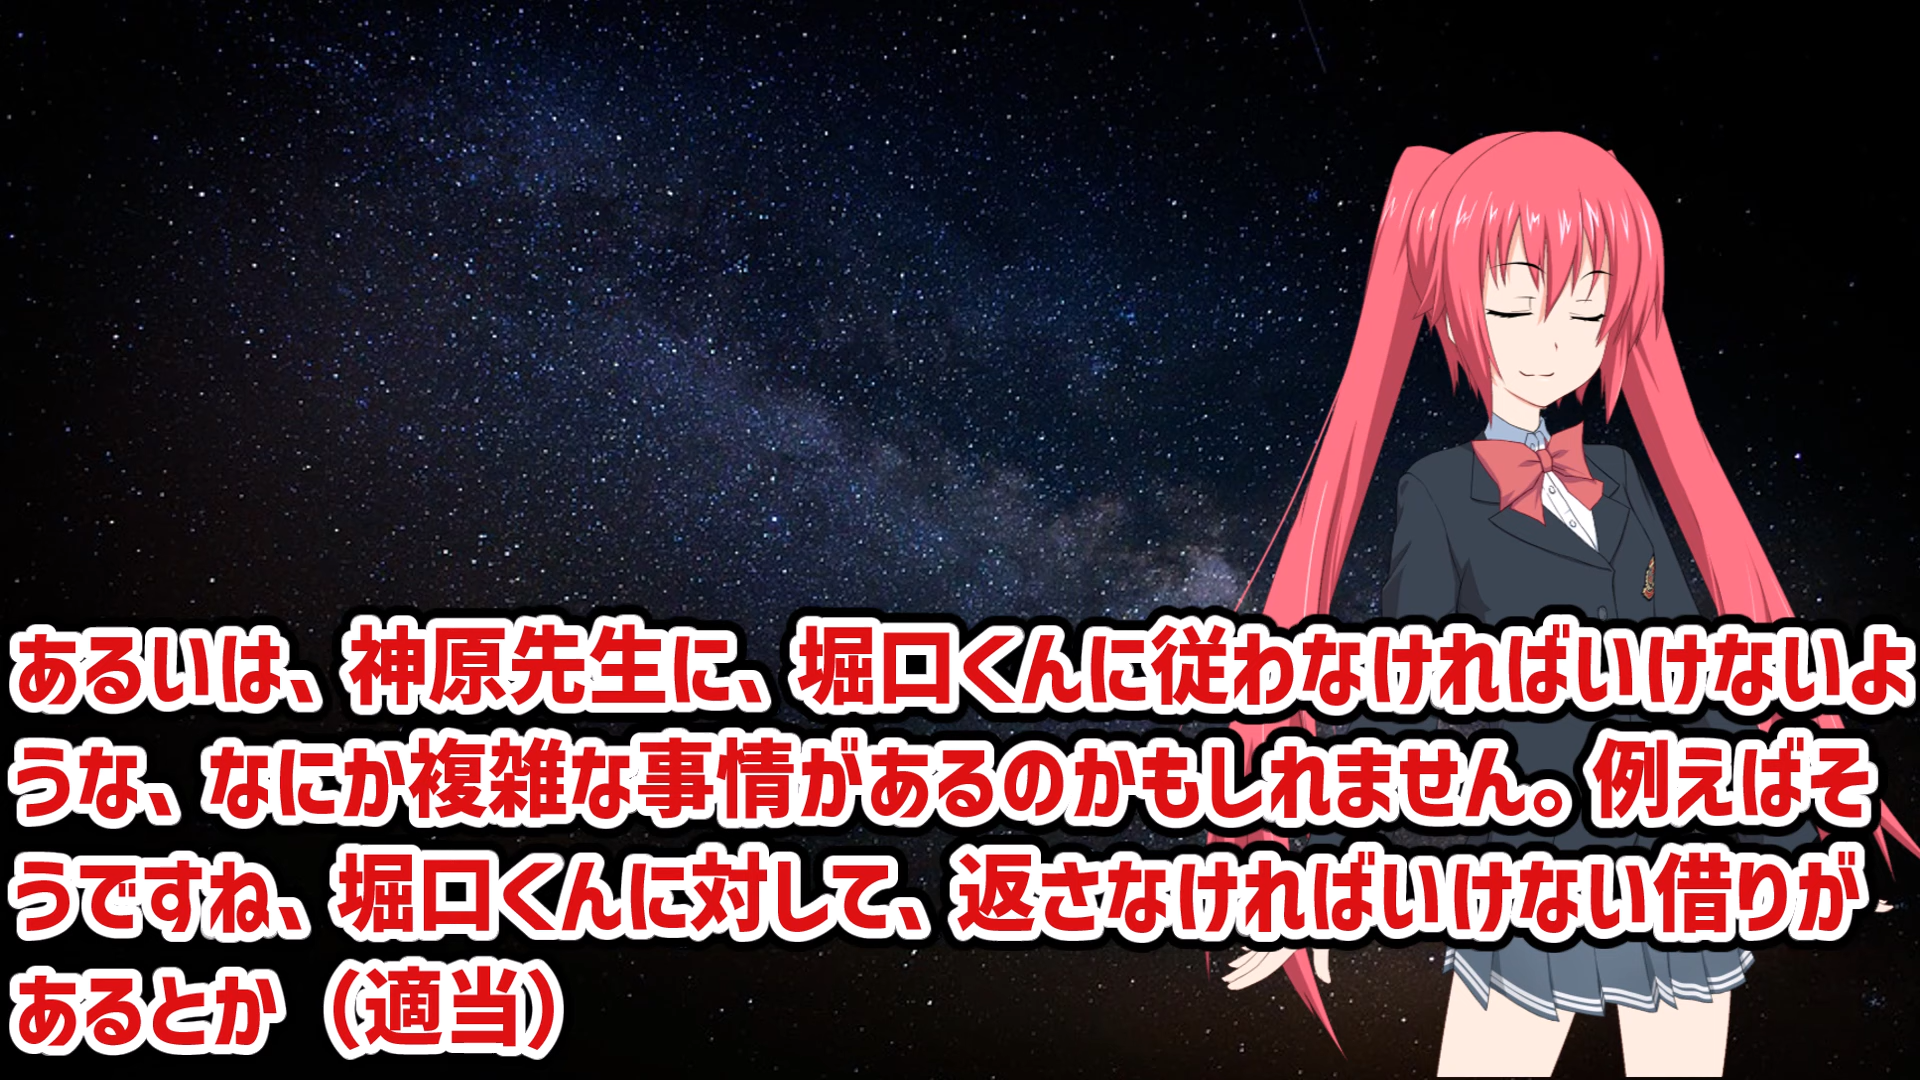 あるいは、神原先生に、堀口くんに従わなければいけないよ
うな、なにか複雑な事情があるのかもしれません。例えばそ
うですね、堀口くんに対して、返さなければいけない借りが
あるとか（適当）